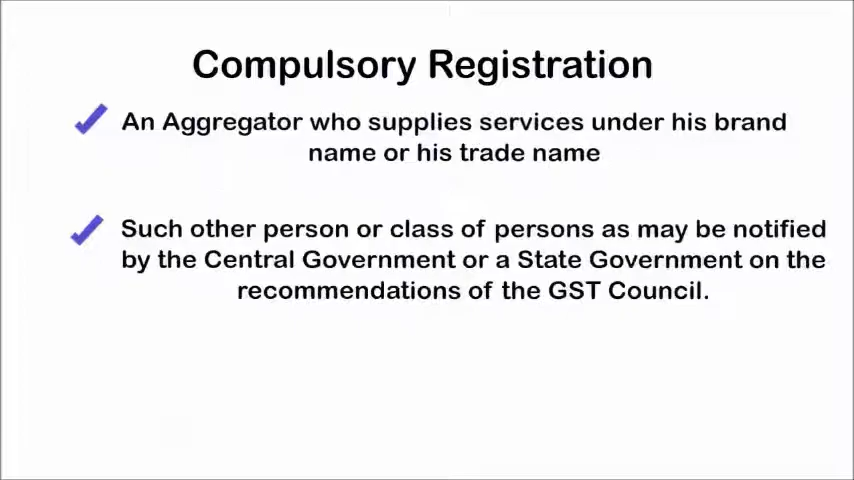 Compulsory Registration
An Aggregator who supplies services under his brand
name or his trade name
Such other person or class of persons as may be notified
by the Central Government or a State Government on the
recommendations of the GST Council.